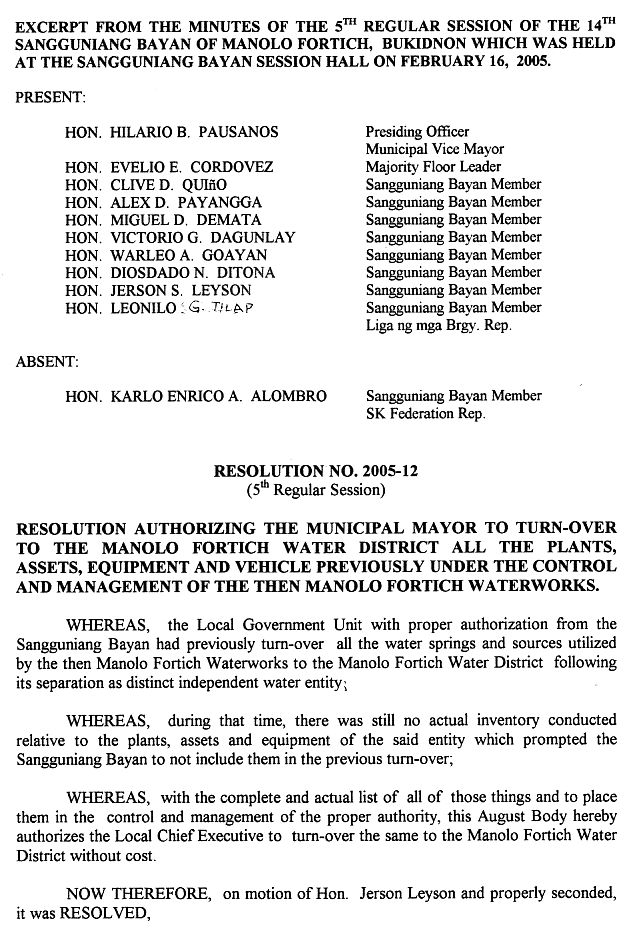 EXCERPT FROM THE MINUTES OF THE 5TH REGULAR SESSION OF THE 14TH
SANGGUNIANG BAYAN OF MANOLO FORTICH, BUKIDNON WHICH WAS HELD
AT THE SANGGUNIANG BAYAN SESSION HALL ON FEBRUARY 16, 2005.
PRESENT:
HON. HILARIO B. PAUSANOS Presiding Officer
Municipal Vice Mayor
HON. EVELIO E. CORDOVEZ Majority Floor Leader
HON. CLIVE D. QUIñO Sangguniang Bayan Member
HON. ALEX D. PAYANGGA Sangguniang Bayan Member
HON. MIGUEL D. DEMATA Sangguniang Bayan Member
HON. VICTORIO G. DAGUNLAY Sangguniang Bayan Member
HON. WARLEO A. GOAYAN Sangguniang Bayan Member
HON. DIOSDADO N. DITONA Sangguniang Bayan Member
HON. JERSON S. LEYSON Sangguniang Bayan Member
HON. LEONILO G. TILAP Sangguniang Bayan Member
Liga ng mga Brgy. Rep.
ABSENT:
HON. KARLO ENRICO A. ALOMBRO Sangguniang Bayan Member
SK Federation Rep.
RESOLUTION NO. 2005-12
(5th Regular Session)
RESOLUTION AUTHORIZING THE MUNICIPAL MAYOR TO TURN-OVER
TO THE MANOLO FORTICH WATER DISTRICT ALL THE PLANTS,
ASSETS, EQUIPMENT AND VEHICLE PREVIOUSLY UNDER THE CONTROL
AND MANAGEMENT OF THE THEN MANOLO FORTICH WATERWORKS.
WHEREAS, the Local Government Unit with proper authorization from the
Sangguniang Bayan had previously turn-over all the water springs and sources utilized
by the then Manolo Fortich Waterworks to the Manolo Fortich Water District following
its separation as distinct independent water entity;
WHEREAS, during that time, there was still no actual inventory conducted
relative to the plants, assets and equipment of the said entity which prompted the
Sangguniang Bayan to not include them in the previous turn-over;
WHEREAS, with the complete and actual list of all of those things and to place
them in the control and management of the proper authority, this August Body hereby
authorizes the Local Chief Executive to turn-over the same to the Manolo Fortich Water
District without cost.
NOW THEREFORE, on motion of Hon. Jerson Leyson and properly seconded,
it was RESOLVED,